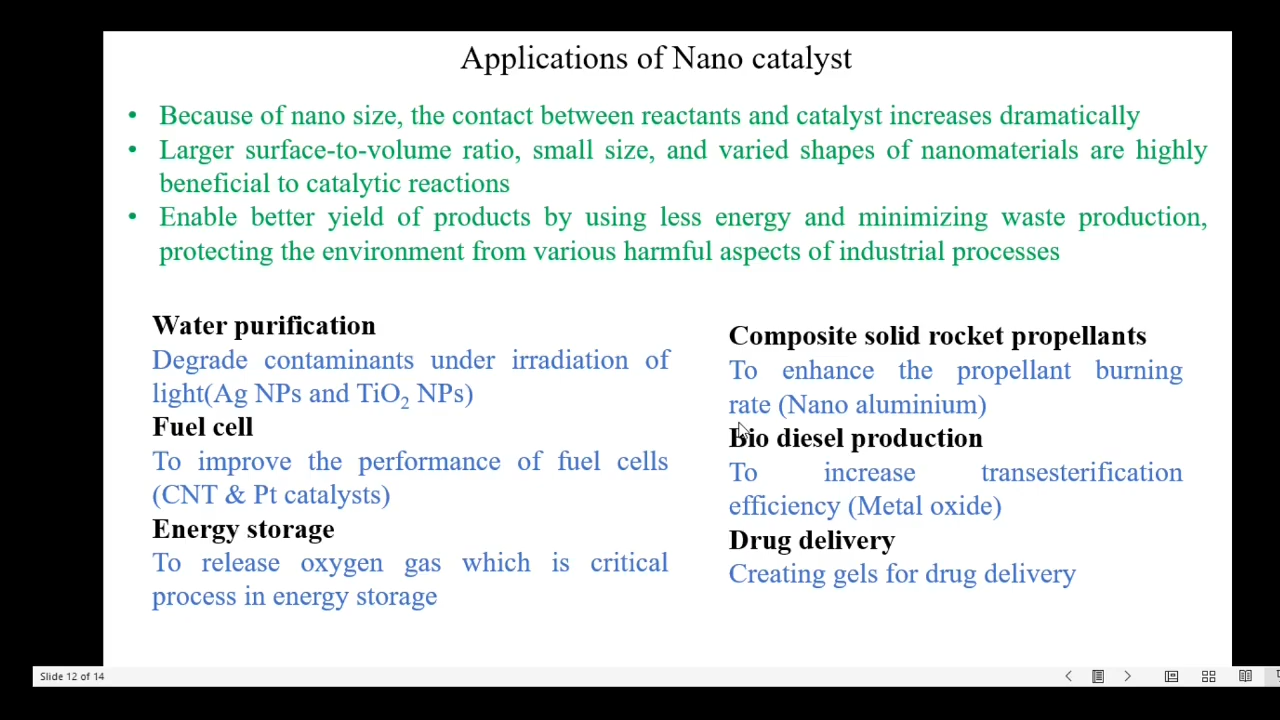 Applications of Nano catalyst
• Because of nano size, the contact between reactants and catalyst increases dramatically
• Larger surface-to-volume ratio, small size, and varied shapes of nanomaterials are highly
beneficial to catalytic reactions
• Enable better yield of products by using less energy and minimizing waste production,
protecting the environment from various harmful aspects of industrial processes
Water purification
Degrade contaminants under irradiation of
light(Ag NPs and TiO₂ NPs)
Fuel cell
To improve the performance of fuel cells
(CNT & Pt catalysts)
Energy storage
To release oxygen gas which is critical
process in energy storage
Composite solid rocket propellants
To enhance the propellant burning
rate (Nano aluminium)
Bio diesel production
To increase transesterification
efficiency (Metal oxide)
Drug delivery
Creating gels for drug delivery
Slide 12 of 14